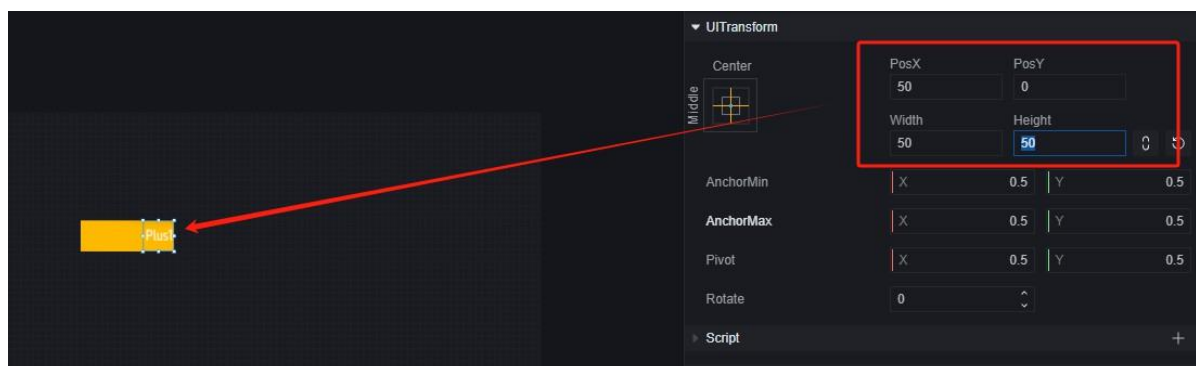 UITransform
Center
Middle
PosX PosY
50 0
Width Height
50 50
AnchorMin X 0.5 Y 0.5
AnchorMax X 0.5 Y 0.5
Pivot X 0.5 Y 0.5
Rotate 0
Script
Plus1